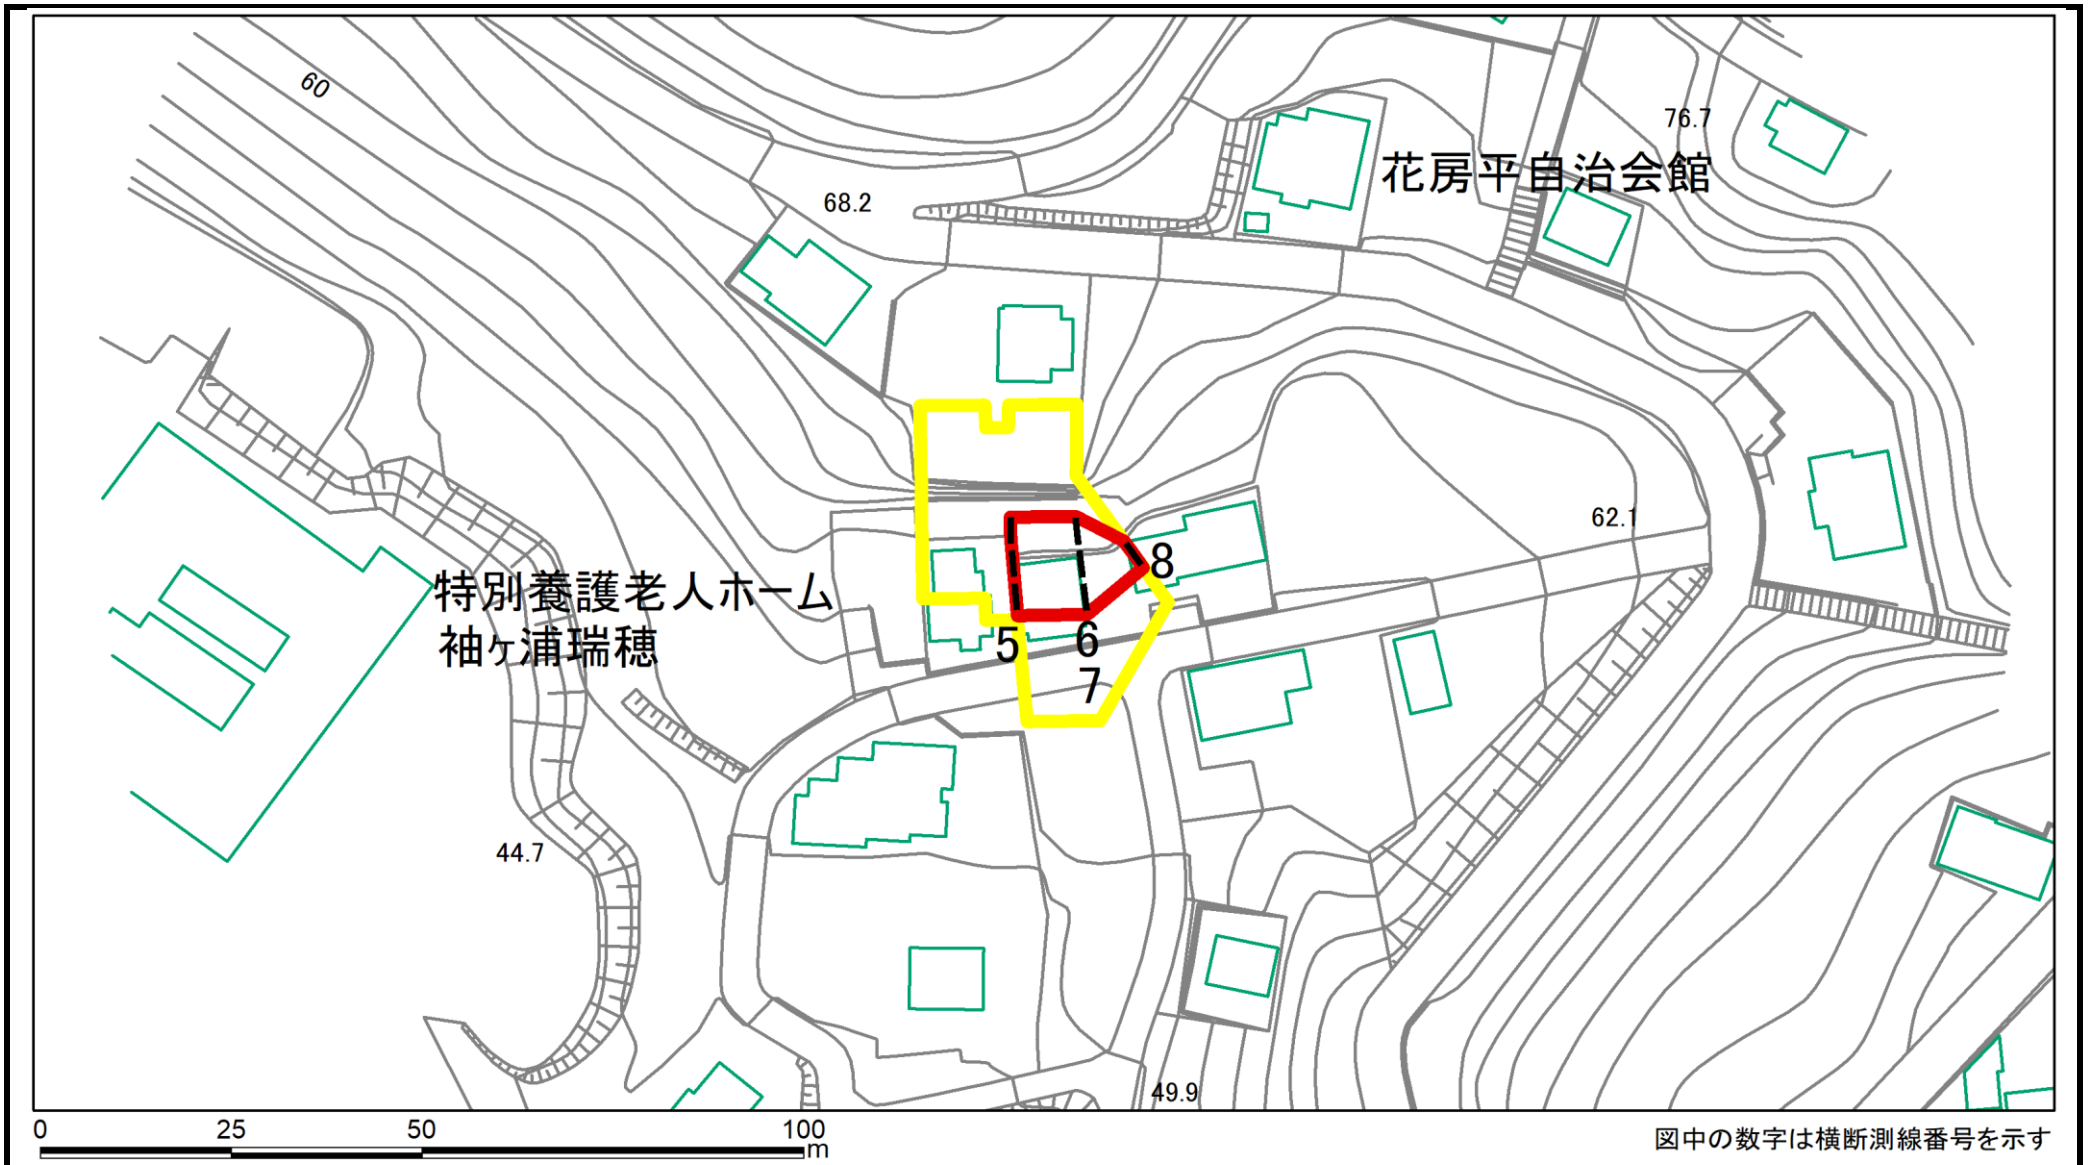 60
76.7
花房平自治会館
68.2
62.1
8
特別養護老人ホーム
袖ヶ浦瑞穂
5
6
7
44.7
49.9
0 25 50 100
m
図中の数字は横断測線番号を示す